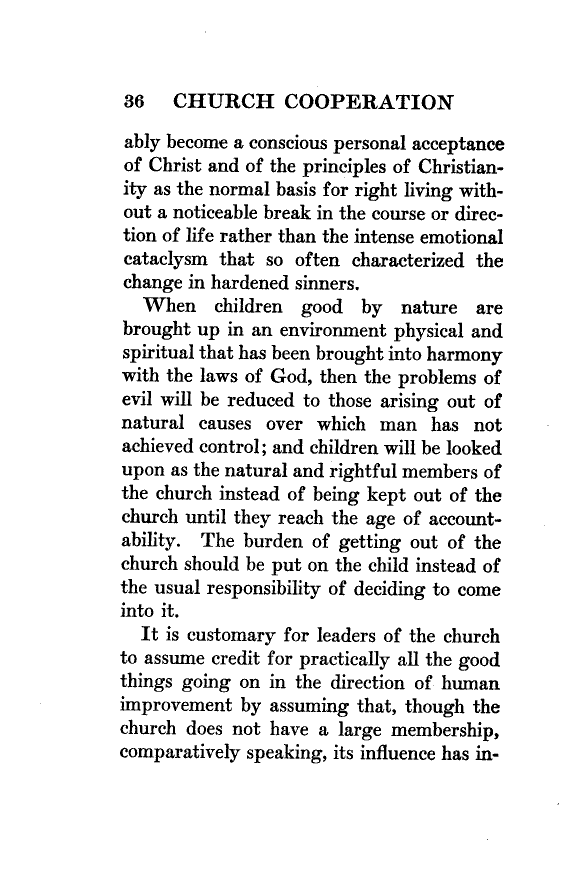 36 CHURCH COOPERATION
ably become a conscious personal acceptance
of Christ and of the principles of Christian-
ity as the normal basis for right living with-
out a noticeable break in the course or direc-
tion of life rather than the intense emotional
cataclysm that so often characterized the
change in hardened sinners.
When children good by nature are
brought up in an environment physical and
spiritual that has been brought into harmony
with the laws of God, then the problems of
evil will be reduced to those arising out of
natural causes over which man has not
achieved control; and children will be looked
upon as the natural and rightful members of
the church instead of being kept out of the
church until they reach the age of account-
ability. The burden of getting out of the
church should be put on the child instead of
the usual responsibility of deciding to come
into it.
It is customary for leaders of the church
to assume credit for practically all the good
things going on in the direction of human
improvement by assuming that, though the
church does not have a large membership,
comparatively speaking, its influence has in-